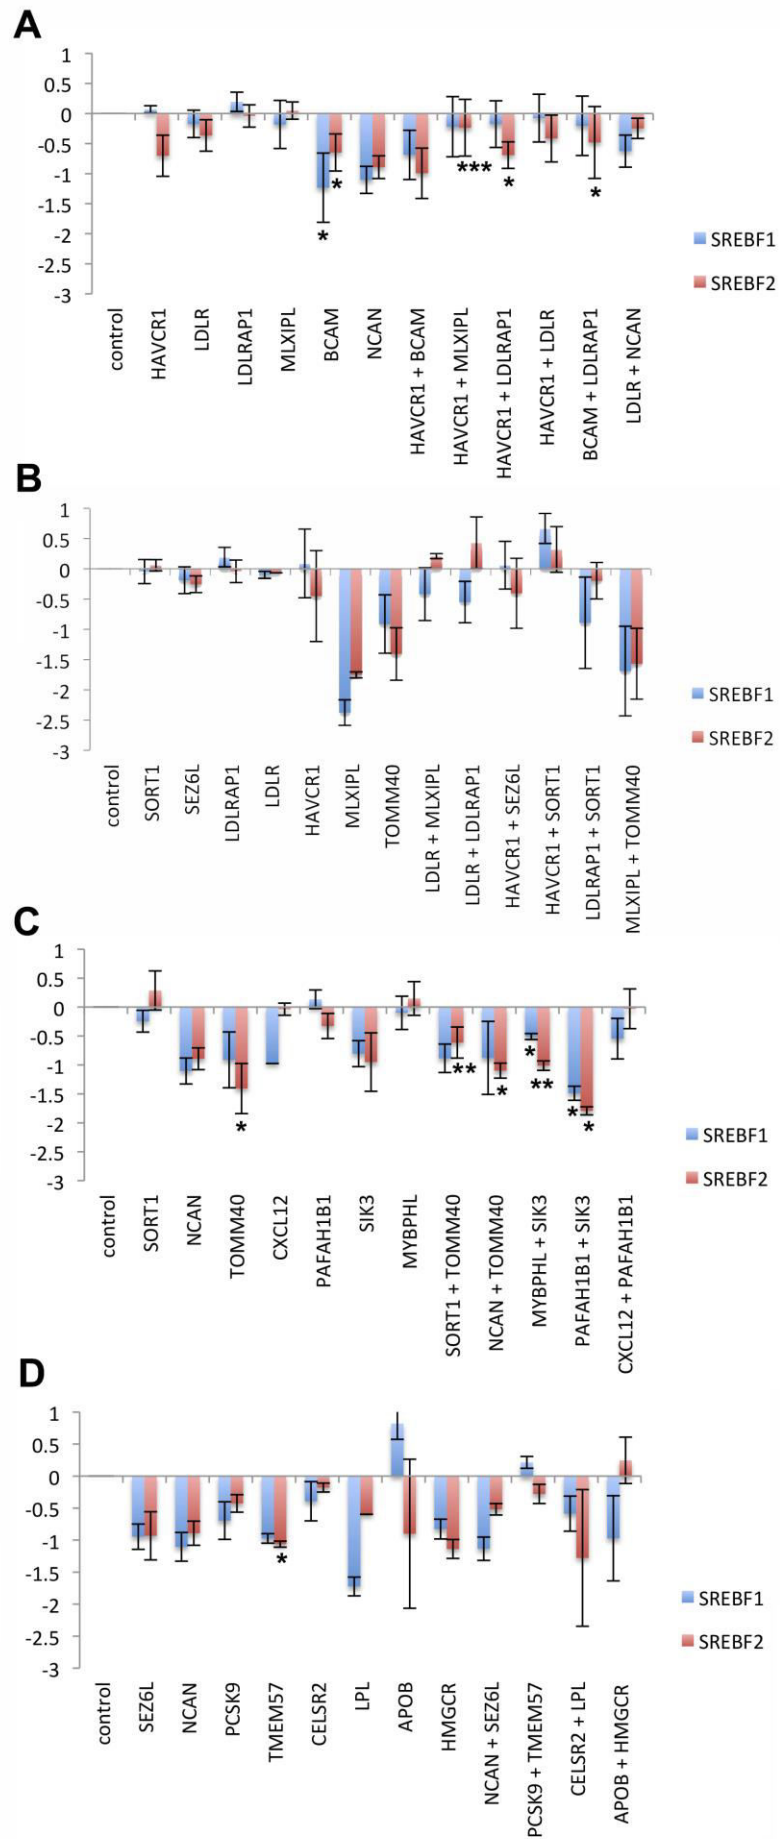 A
1
0.5
0
-0.5
-1
-1.5
-2
-2.5
-3
*
*
***
*
*
SREBF1
SREBF2
control
HAVCR1
LDLR
LDLRAP1
MLXIPL
BCAM
NCAN
HAVCR1 + BCAM
HAVCR1 + MLXIPL
HAVCR1 + LDLRAP1
HAVCR1 + LDLR
BCAM + LDLRAP1
LDLR + NCAN
B
1
0.5
0
-0.5
-1
-1.5
-2
-2.5
-3
SREBF1
SREBF2
control
SORT1
SEZ6L
LDLRAP1
LDLR
HAVCR1
MLXIPL
TOMM40
LDLR + MLXIPL
LDLR + LDLRAP1
HAVCR1 + SEZ6L
HAVCR1 + SORT1
LDLRAP1 + SORT1
MLXIPL + TOMM40
C
1
0.5
0
-0.5
-1
-1.5
-2
-2.5
-3
*
**
*
*
**
*
*
SREBF1
SREBF2
control
SORT1
NCAN
TOMM40
CXCL12
PAFAH1B1
SIK3
MYBPHL
SORT1 + TOMM40
NCAN + TOMM40
MYBPHL + SIK3
PAFAH1B1 + SIK3
CXCL12 + PAFAH1B1
D
1
0.5
0
-0.5
-1
-1.5
-2
-2.5
-3
*
SREBF1
SREBF2
control
SEZ6L
NCAN
PCSK9
TMEM57
CELSR2
LPL
APOB
HMGCR
NCAN + SEZ6L
PCSK9 + TMEM57
CELSR2 + LPL
APOB + HMGCR